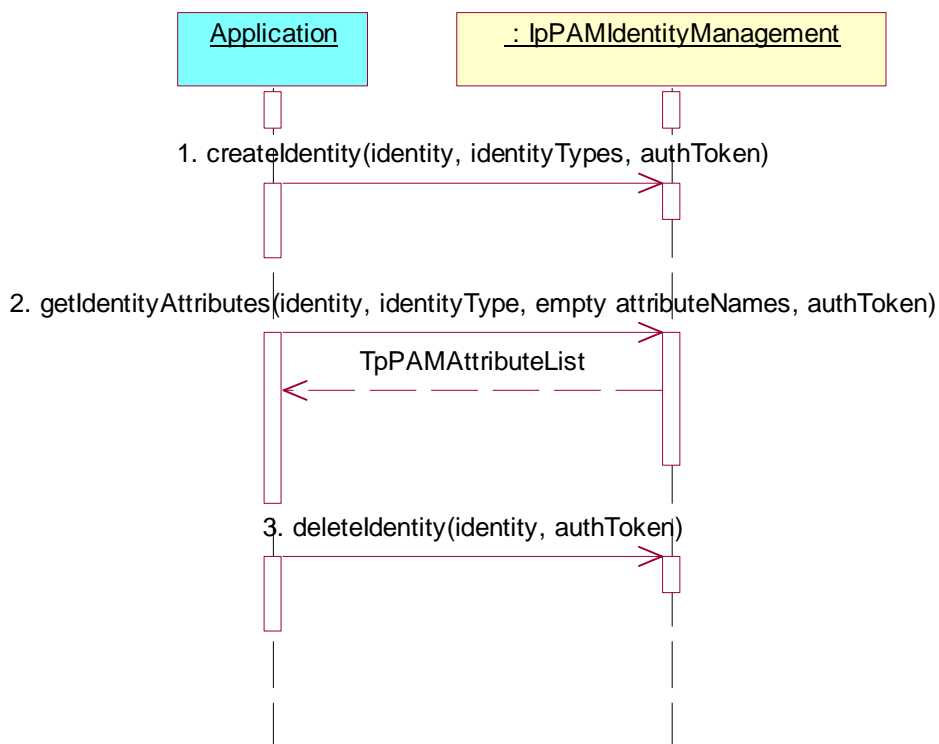 Application
: IpPAMIdentityManagement
1. createIdentity(identity, identityTypes, authToken)
2. getIdentityAttributes(identity, identityType, empty attributeNames, authToken)
TpPAMAttributeList
3. deleteIdentity(identity, authToken)